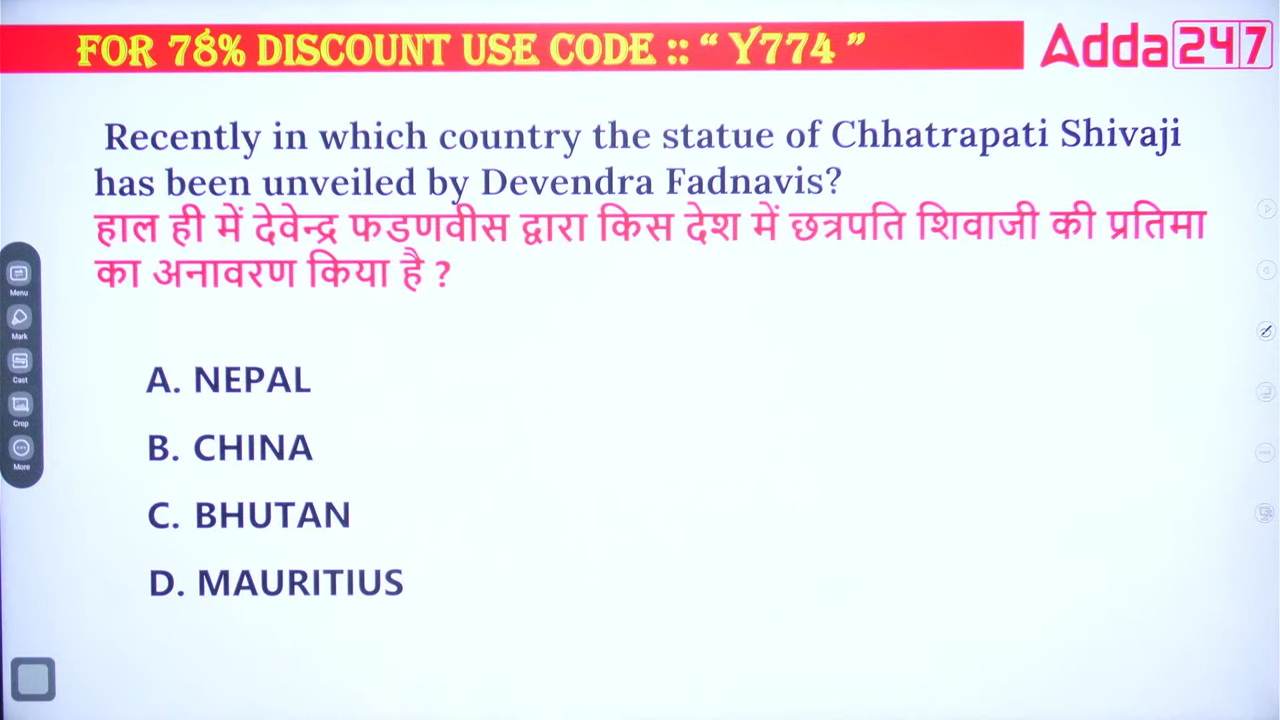 FOR 78% DISCOUNT USE CODE :: “ Y774 ”
Adda247
Recently in which country the statue of Chhatrapati Shivaji
has been unveiled by Devendra Fadnavis?
हाल ही में देवेन्द्र फडणवीस द्वारा किस देश में छत्रपति शिवाजी की प्रतिमा
का अनावरण किया है ?
A. NEPAL
B. CHINA
C. BHUTAN
D. MAURITIUS
Menu
Mark
Cast
Crop
More